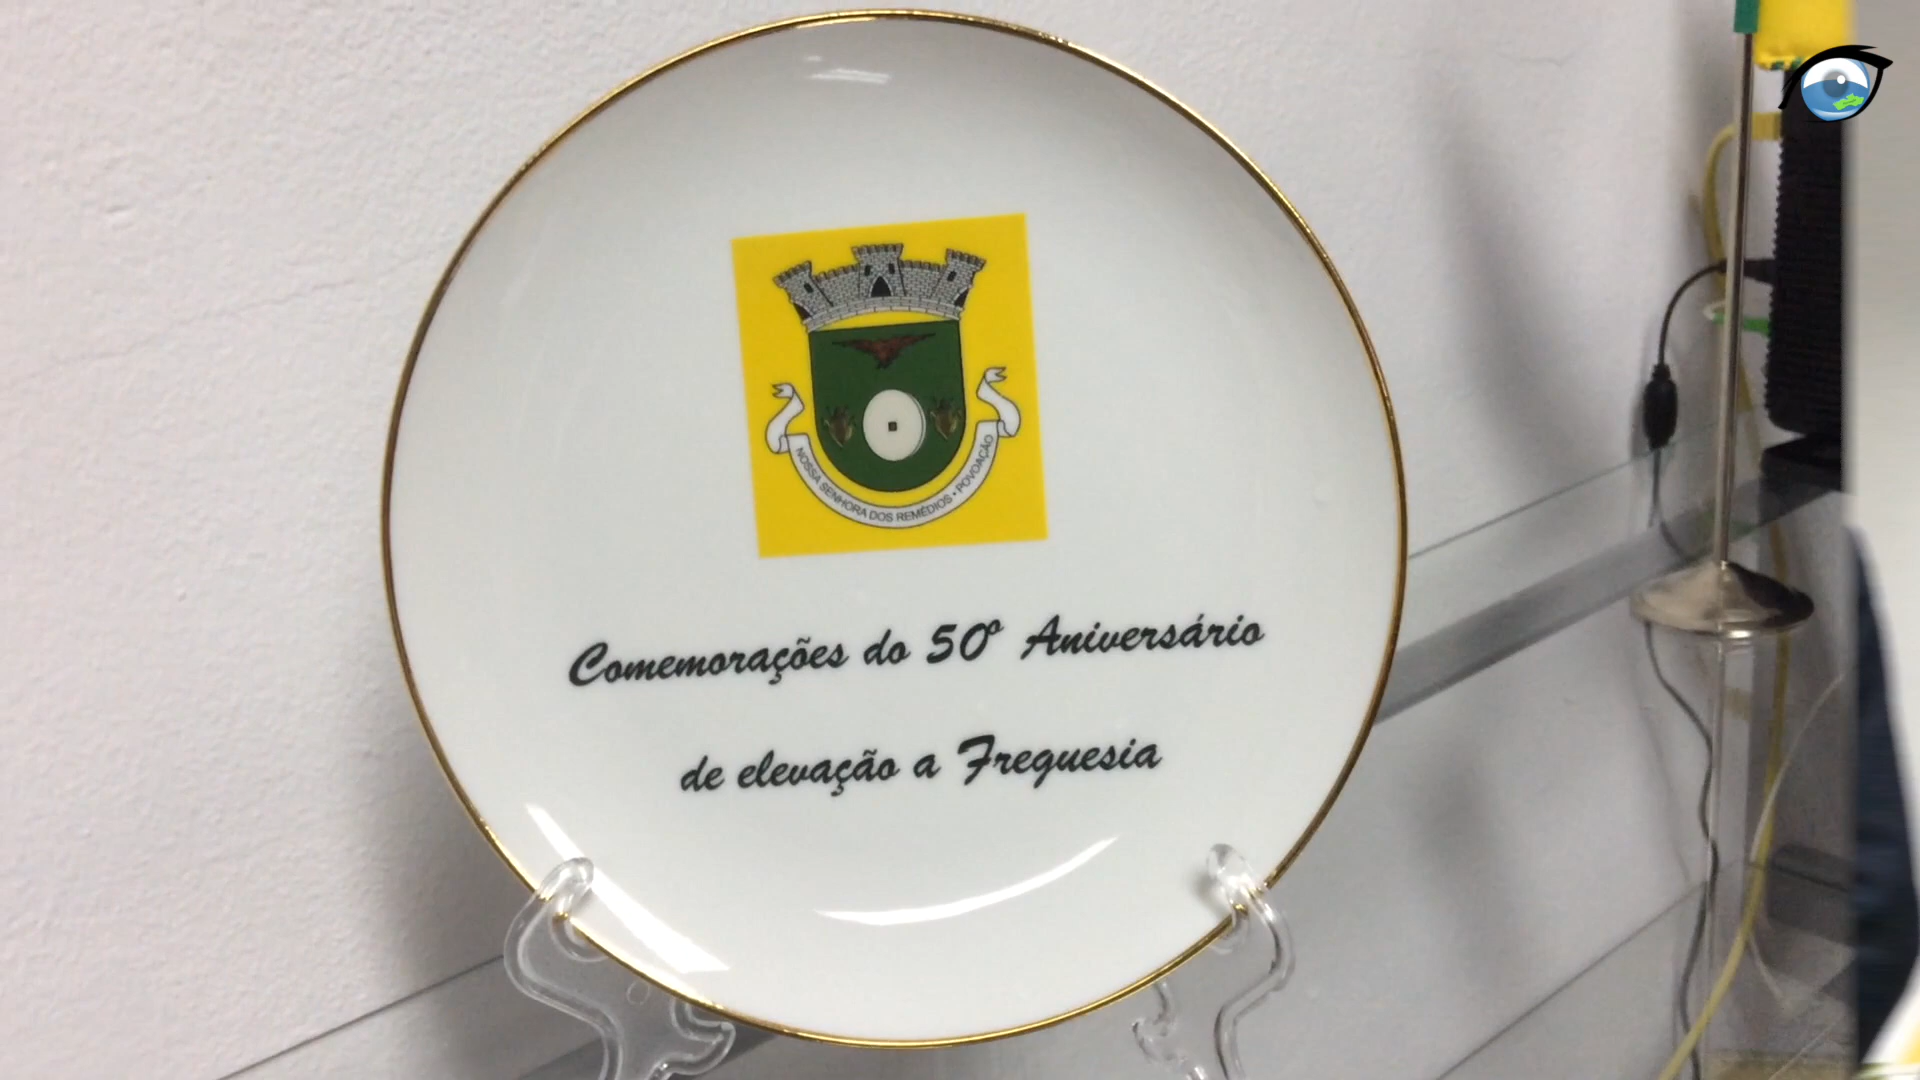 NOSSA SENHORA DOS REMÉDIOS • POVOAÇÃO
Comemorações do 50º Aniversário
de elevação a Freguesia